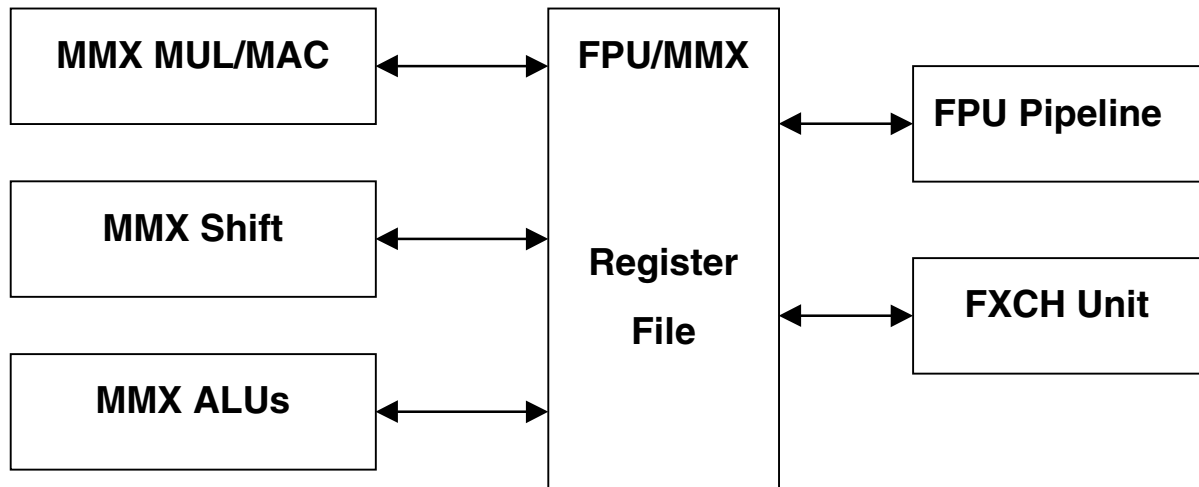 MMX MUL/MAC
MMX Shift
MMX ALUs
FPU/MMX
Register
File
FPU Pipeline
FXCH Unit